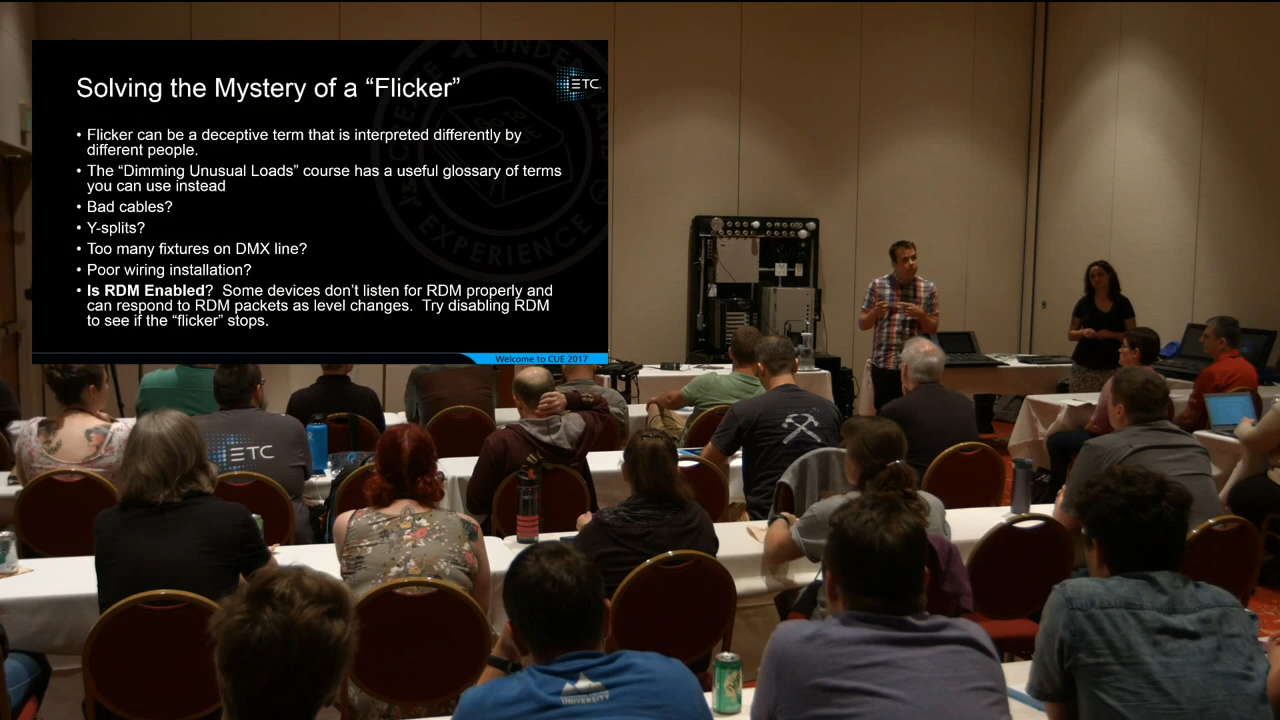 Solving the Mystery of a “Flicker”
ETC
• Flicker can be a deceptive term that is interpreted differently by
different people.
• The “Dimming Unusual Loads” course has a useful glossary of terms
you can use instead
• Bad cables?
• Y-splits?
• Too many fixtures on DMX line?
• Poor wiring installation?
• Is RDM Enabled? Some devices don’t listen for RDM properly and
can respond to RDM packets as level changes. Try disabling RDM
to see if the “flicker” stops.
Welcome to CUE 2017
EXPERIENCE
ETC
UNIVERSITY